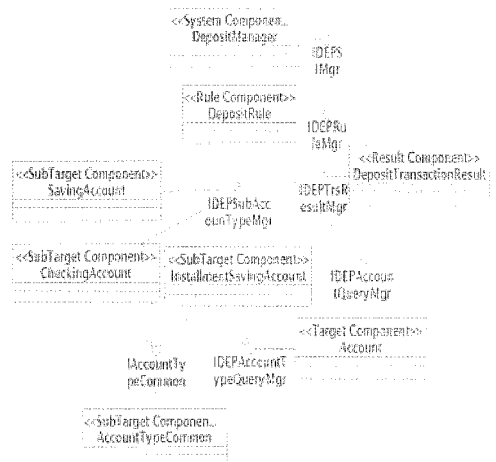 <<System Componen...
DepositManager
IDEPS
IMgr
<<Rule Component>>
DepositRule
IDEPRu
leMgr
<<Result Component>>
DepositTransactionResult
<<SubTarget Component>>
SavingAccount
IDEPSubAcc
ounTypeMgr
IDEPTrsR
esultMgr
<<SubTarget Component>>
CheckingAccount
<<SubTarget Component>>
InstallmentSavingAccount
IDEPAccoun
tQueryMgr
<<Target Component>>
Account
IAccountTy
peCommon
IDEPAccountT
ypeQueryMgr
<<SubTarget Componen...
AccountTypeCommon